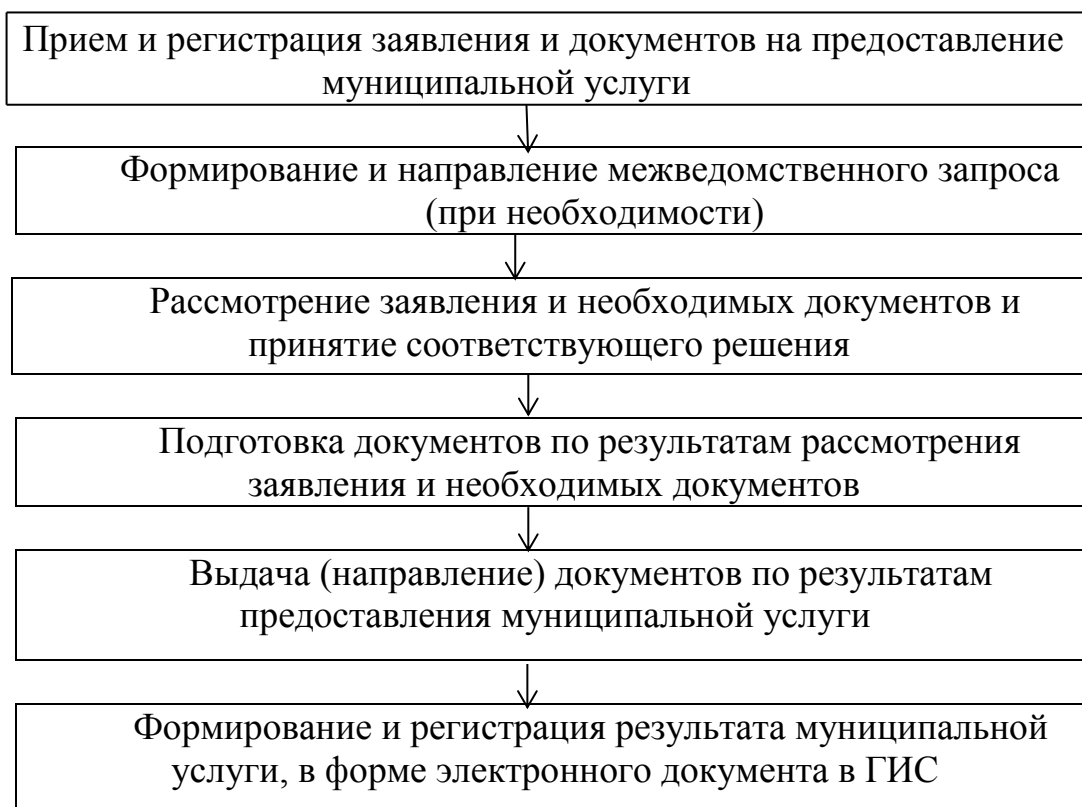 Прием и регистрация заявления и документов на предоставление
муниципальной услуги
Формирование и направление межведомственного запроса
(при необходимости)
Рассмотрение заявления и необходимых документов и
принятие соответствующего решения
Подготовка документов по результатам рассмотрения
заявления и необходимых документов
Выдача (направление) документов по результатам
предоставления муниципальной услуги
Формирование и регистрация результата муниципальной
услуги, в форме электронного документа в ГИС